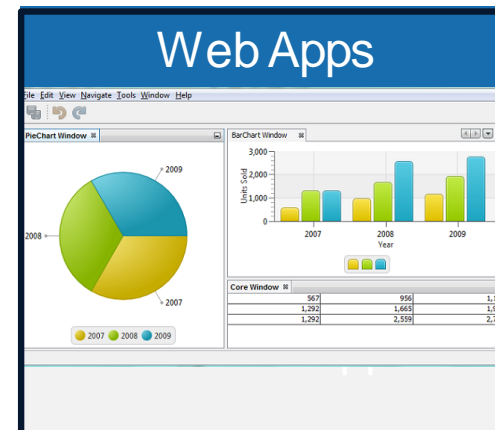 Web Apps
File Edit View Navigate Tools Window Help
PieChart Window
2009
2008
2007
2007 2008 2009
BarChart Window
3,000
2,000
1,000
0
Units Sold
2007 2008 2009
Year
Core Window
567 956
1,292 1,665
1,292 2,559